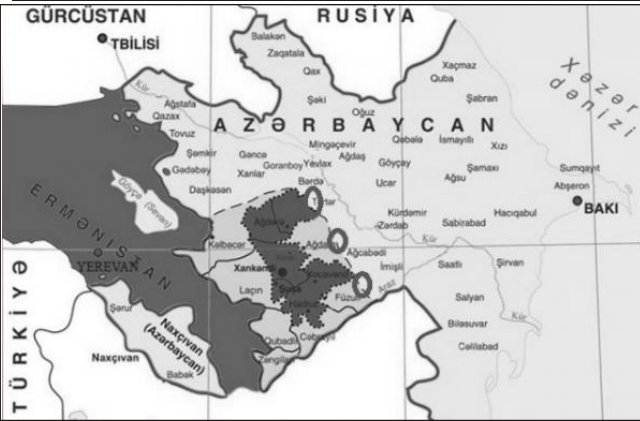 GÜRCÜSTAN
RUSİYA
TBİLİSİ
Balakən
Zaqatala
Qax
Xaçmaz
Quba
Xəzər
dənizi
Kür
Ağstafa
Qazax
Şəki
Oğuz
Şabran
AZƏRBAYCAN
Tovuz
Mingəçevir
Qəbələ
İsmayıllı
Xızı
Şəmkir
Gəncə
Goranboy
Yevlax
Ağdaş
Göyçay
Şamaxı
Sumqayıt
Gədəbəy
Xanlar
Ağsu
Abşeron
Daşkəsən
Bərdə
Ucar
BAKI
Göyçə (Sevan)
Tərtər
Kürdəmir
Hacıqabul
ERMƏNİSTAN
Ağdərə
Zərdab
Sabirabad
Kəlbəcər
Ağdam
Ağcabədi
Kür
YEREVAN
Xankəndi
Xocavənd
İmişli
Saatlı
Şirvan
TÜRKİYƏ
Laçın
Şuşa
Hadrut
Füzuli
Araz
Salyan
Şərur
Kür
Naxçıvan
(Azərbaycan)
Biləsuvar
Qubadlı
Cəbrayıl
Cəlilabad
Naxçıvan
Zəngilan
Babək